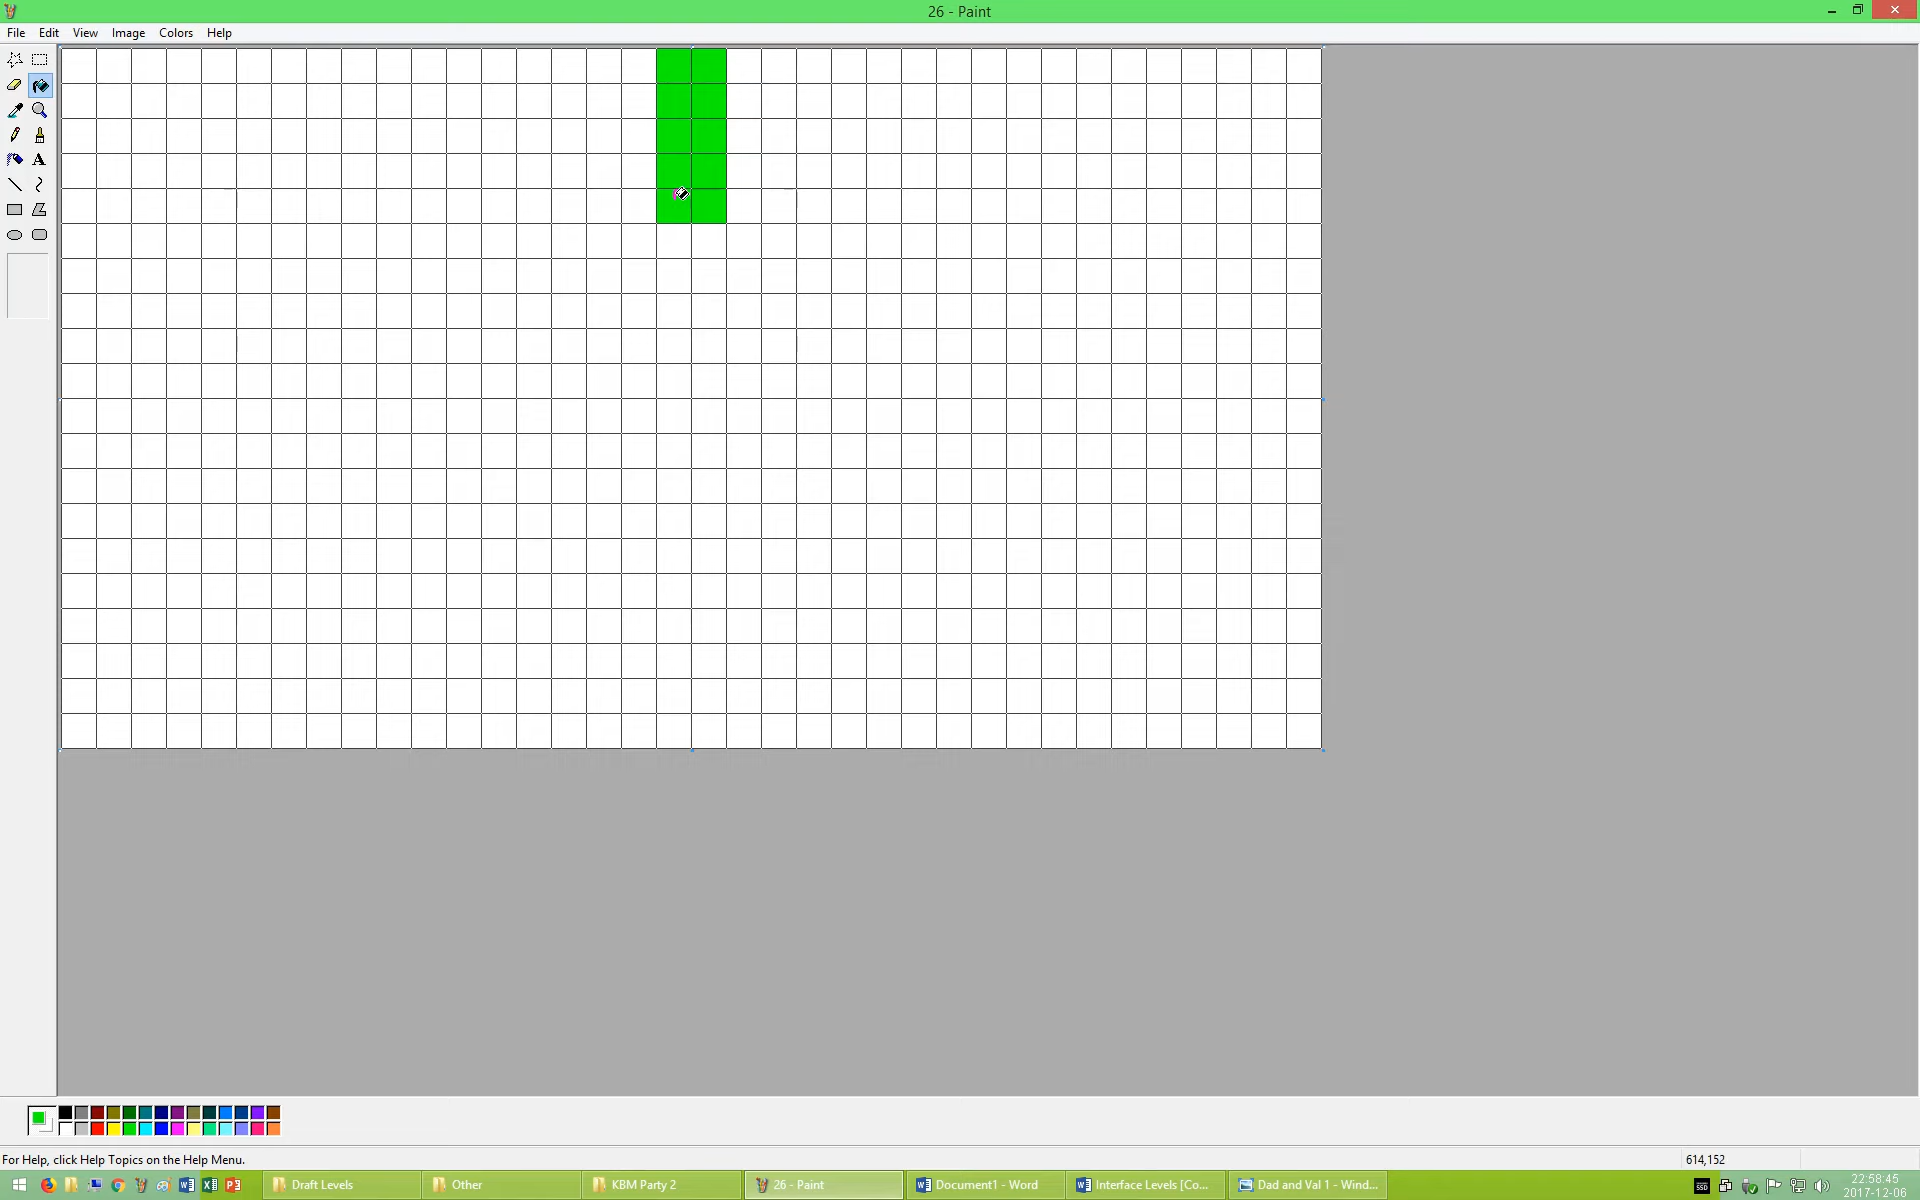 26 - Paint
File Edit View Image Colors Help
A
For Help, click Help Topics on the Help Menu.
614,152
Draft Levels
Other
KBM Party 2
26 - Paint
Document1 - Word
Interface Levels [Co...
Dad and Val 1 - Wind...
SSD
22:58:45
2017-12-06